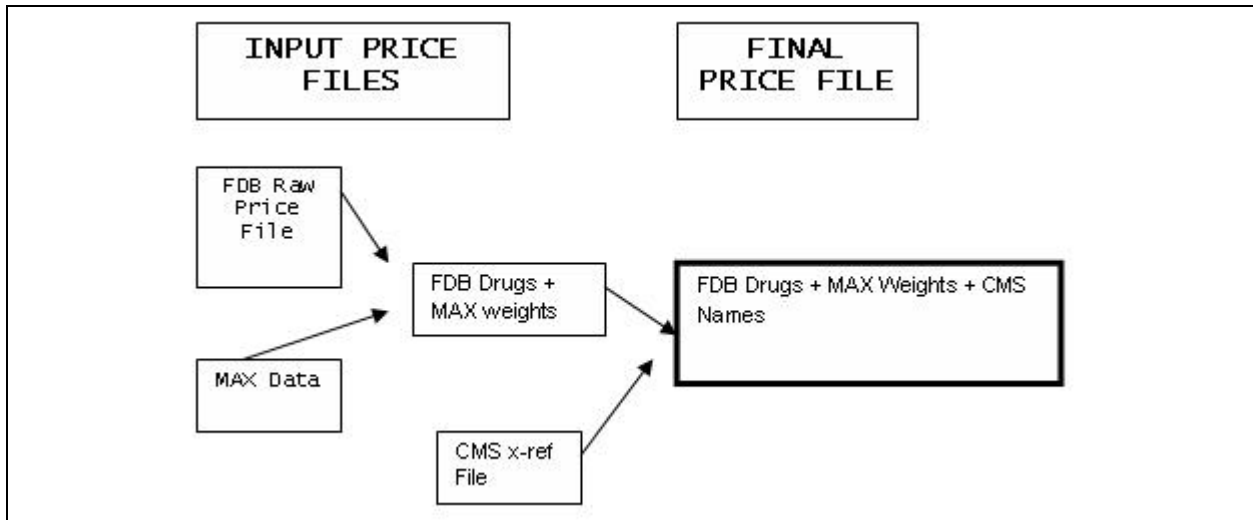 INPUT PRICE
FILES
FINAL
PRICE FILE
FDB Raw
Price
File
FDB Drugs +
MAX weights
FDB Drugs + MAX Weights + CMS
Names
MAX Data
CMS x-ref
File